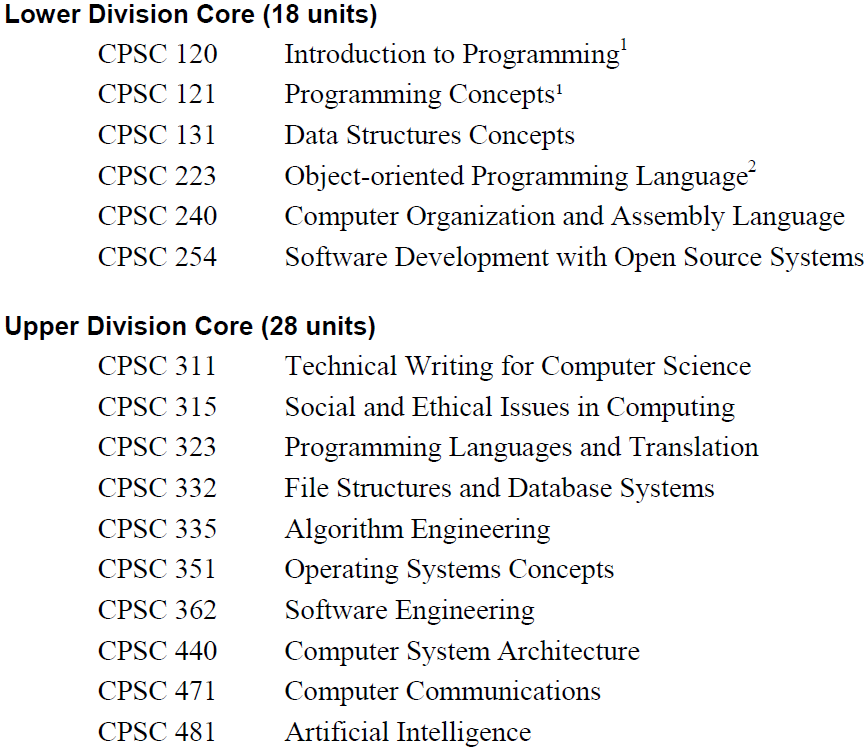 Lower Division Core (18 units)
CPSC 120 Introduction to Programming¹
CPSC 121 Programming Concepts¹
CPSC 131 Data Structures Concepts
CPSC 223 Object-oriented Programming Language²
CPSC 240 Computer Organization and Assembly Language
CPSC 254 Software Development with Open Source Systems
Upper Division Core (28 units)
CPSC 311 Technical Writing for Computer Science
CPSC 315 Social and Ethical Issues in Computing
CPSC 323 Programming Languages and Translation
CPSC 332 File Structures and Database Systems
CPSC 335 Algorithm Engineering
CPSC 351 Operating Systems Concepts
CPSC 362 Software Engineering
CPSC 440 Computer System Architecture
CPSC 471 Computer Communications
CPSC 481 Artificial Intelligence